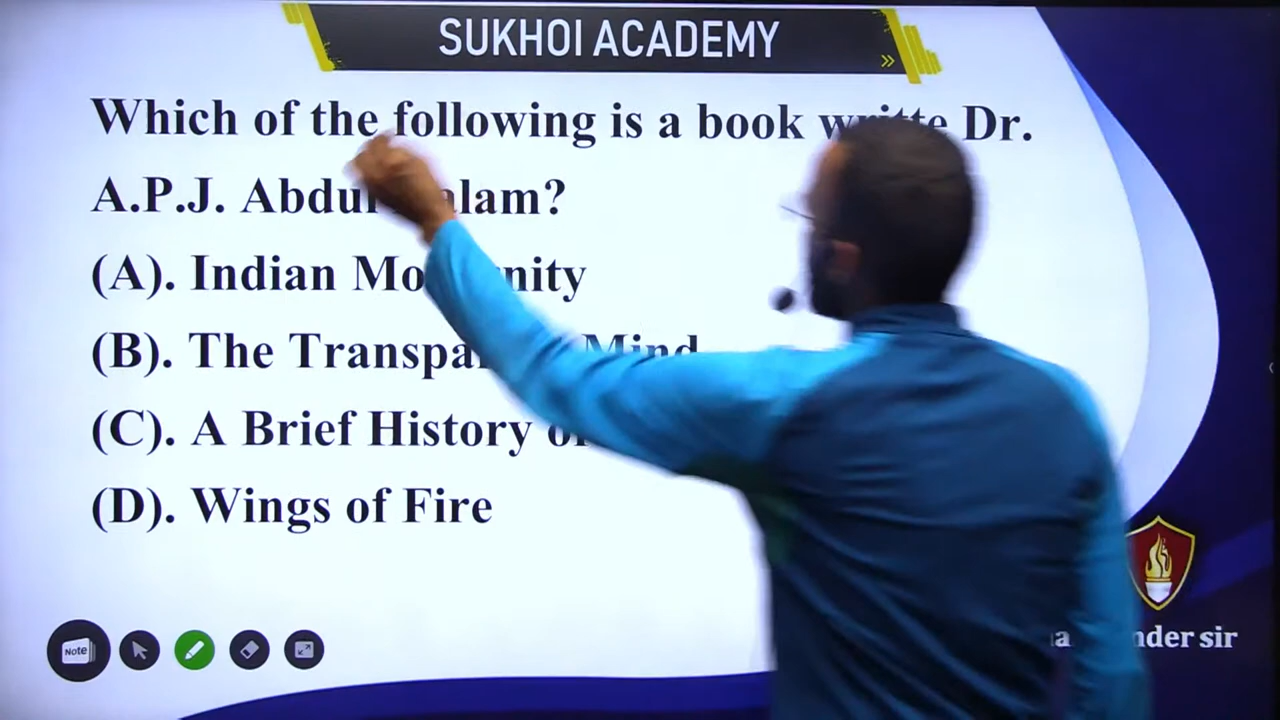 SUKHOI ACADEMY
Which of the following is a book writte Dr.
A.P.J. Abdul alam?
(A). Indian Mo nity
(B). The Transpa Mind
(C). A Brief History
(D). Wings of Fire
Note
nder sir